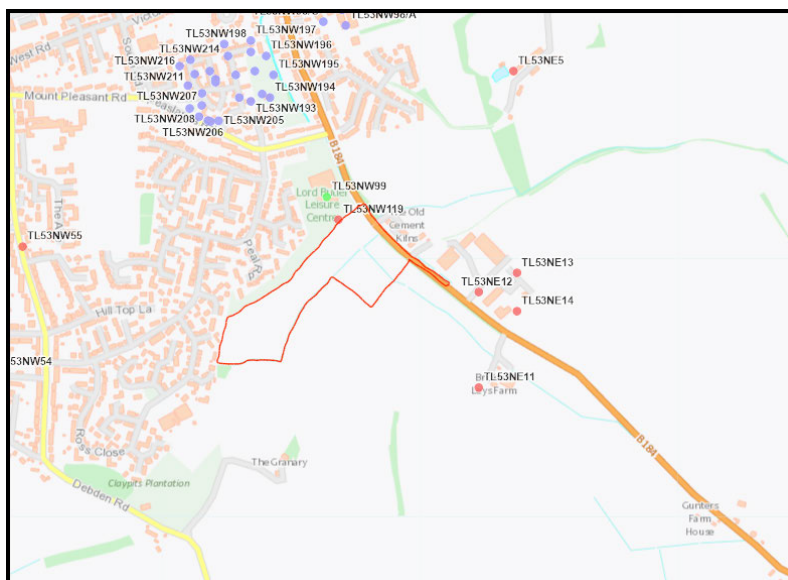 TL53NW98/A
TL53NW198
TL53NW197
TL53NW214
TL53NW196
TL53NE5
West Rd
TL53NW216
TL53NW195
TL53NW211
TL53NW194
Mount Pleasant Rd
TL53NW207
TL53NW193
TL53NW208
TL53NW205
TL53NW206
B184
TL53NW99
Lord Butler
Leisure
Centre
TL53NW119
Old
Cement
Kilns
TL53NW55
TL53NE13
TL53NE12
TL53NE14
Hill Top La
53NW54
TL53NE11
Leys Farm
Ross Close
The Granary
B184
Claypits Plantation
Debden Rd
Gunters
Farm
House